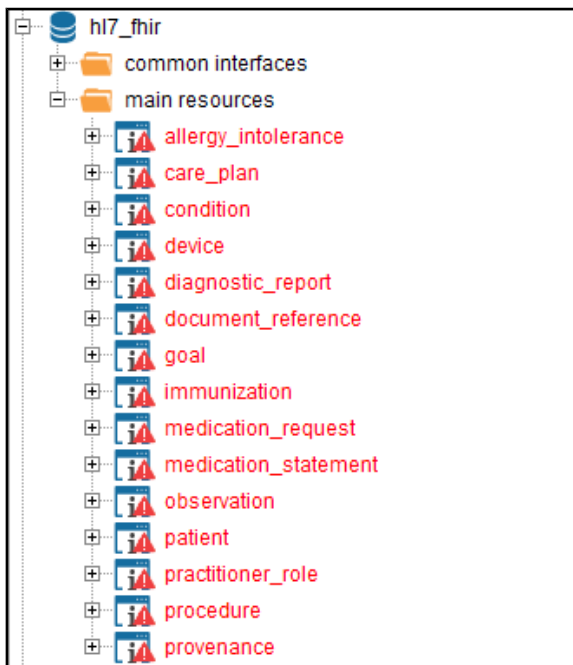 hl7_fhir
common interfaces
main resources
allergy_intolerance
care_plan
condition
device
diagnostic_report
document_reference
goal
immunization
medication_request
medication_statement
observation
patient
practitioner_role
procedure
provenance